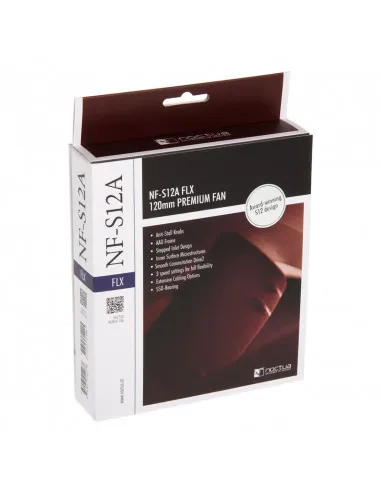 NF-S12A FLX
120mm PREMIUM FAN
Award-winning
S12 Design
Anti-Stall Knobs
AAO Frame
Stepped Inlet Design
Inner Surface Microstructures
Smooth Commutation Drive2
3 speed settings for full flexibility
Extensive Cabling Options
SSO-Bearing
noctua
NF-S12A
FLX